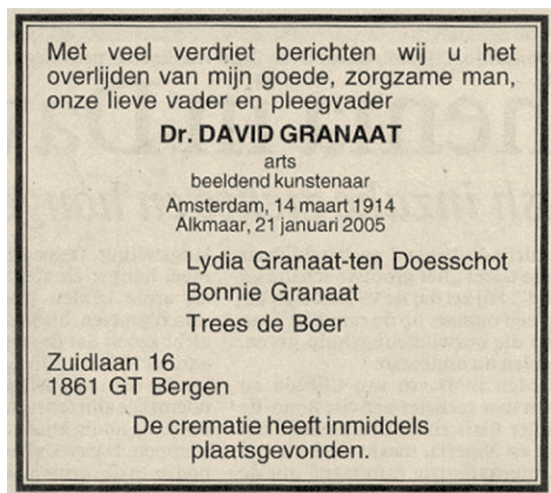 Met veel verdriet berichten wij u het
overlijden van mijn goede, zorgzame man,
onze lieve vader en pleegvader
Dr. DAVID GRANAAT
arts
beeldend kunstenaar
Amsterdam, 14 maart 1914
Alkmaar, 21 januari 2005
Lydia Granaat-ten Doesschot
Bonnie Granaat
Trees de Boer
Zuidlaan 16
1861 GT Bergen
De crematie heeft inmiddels
plaatsgevonden.